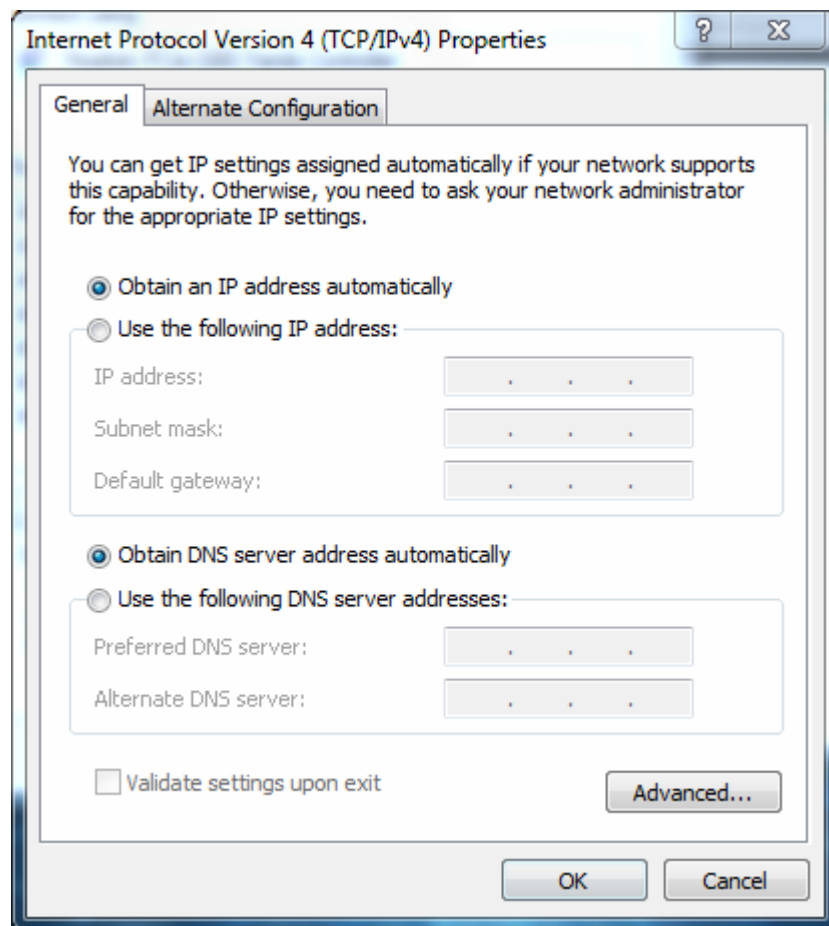 Internet Protocol Version 4 (TCP/IPv4) Properties
General
Alternate Configuration
You can get IP settings assigned automatically if your network supports
this capability. Otherwise, you need to ask your network administrator
for the appropriate IP settings.
Obtain an IP address automatically
Use the following IP address:
IP address:
. . .
Subnet mask:
. . .
Default gateway:
. . .
Obtain DNS server address automatically
Use the following DNS server addresses:
Preferred DNS server:
. . .
Alternate DNS server:
. . .
Validate settings upon exit
Advanced...
OK
Cancel